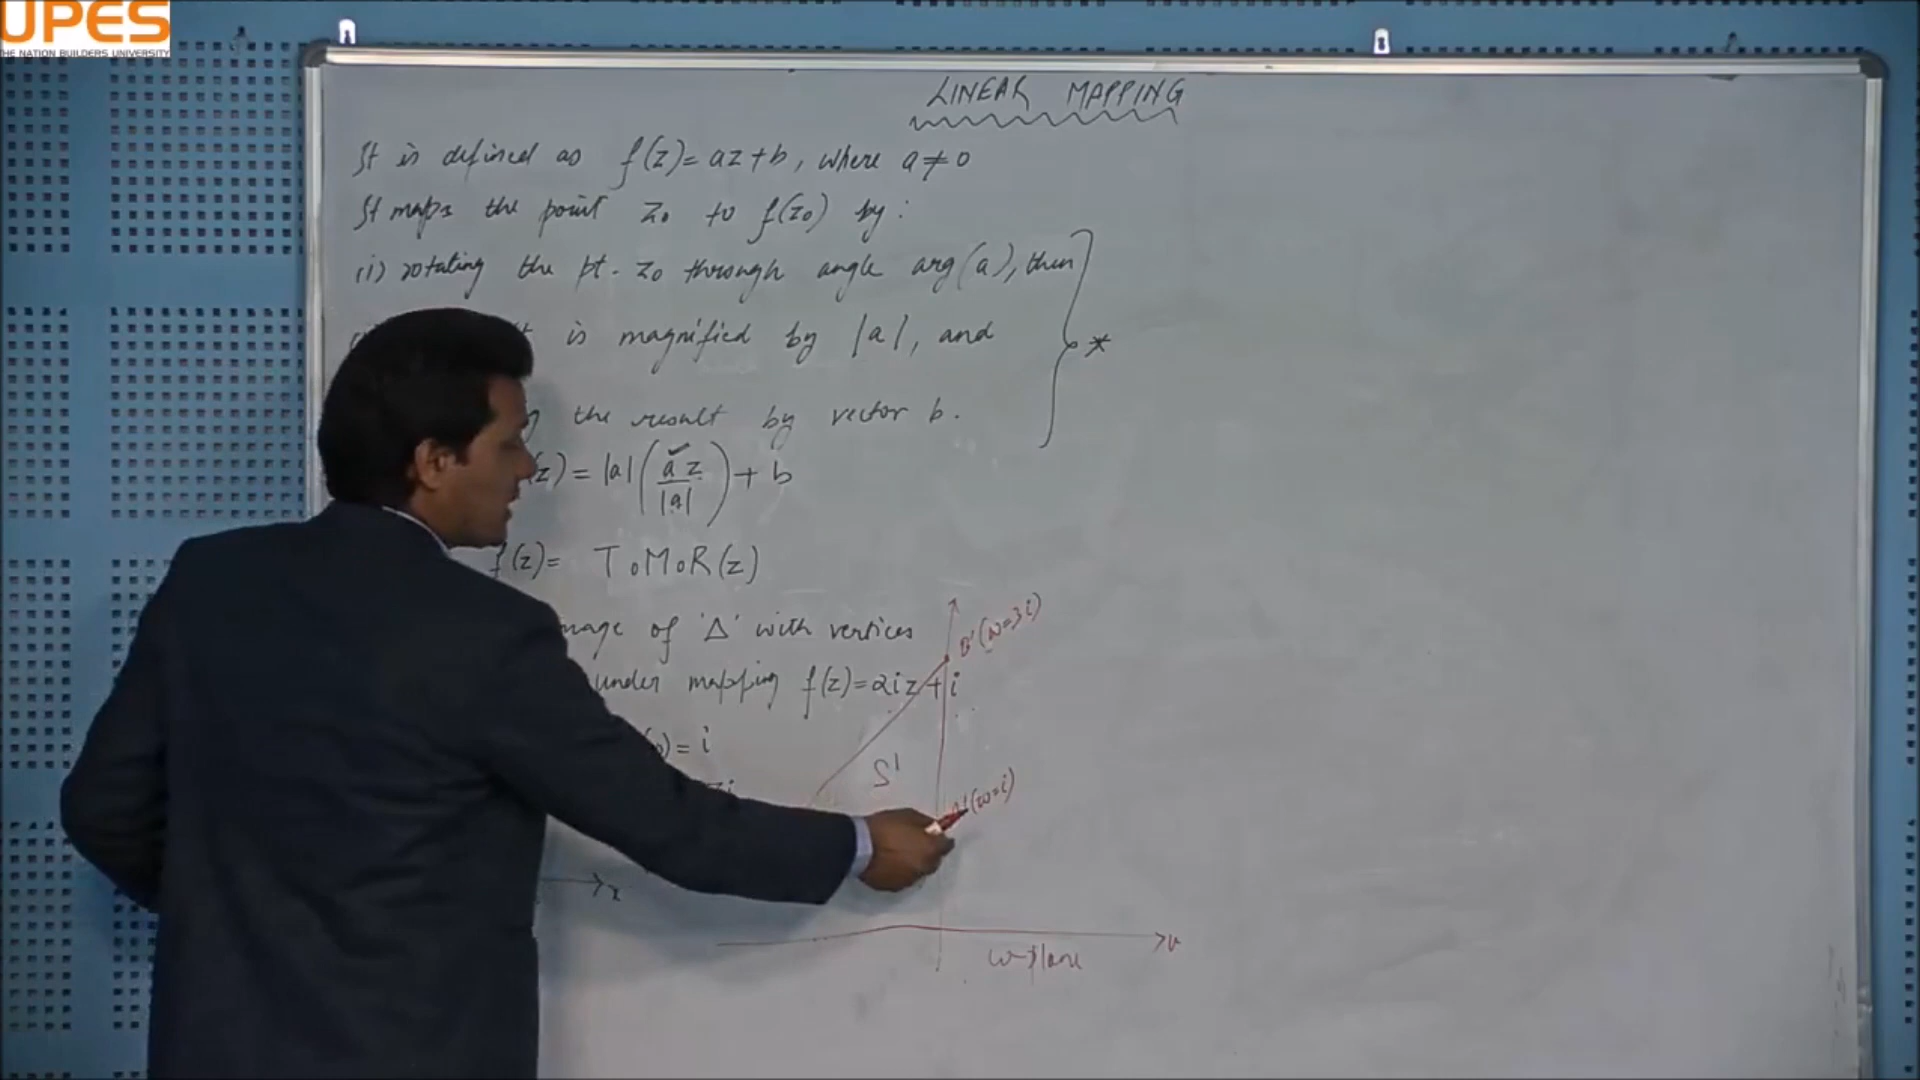 UPES
THE NATION BUILDERS UNIVERSITY
LINEAR MAPPING
It is defined as f(z)=az+b, where a≠0
It maps the point z₀ to f(z₀) by:
(i) rotating the pt. z₀ through angle arg(a), then
is magnified by |a|, and
*
the result by vector b.
(z) = |a| (a z / |a|) + b
f(z)= T∘M∘R(z)
image of 'Δ' with vertices
B'(w=3i)
under mapping f(z)=2iz+i
= i
S'
(w=i)
x
w-plane